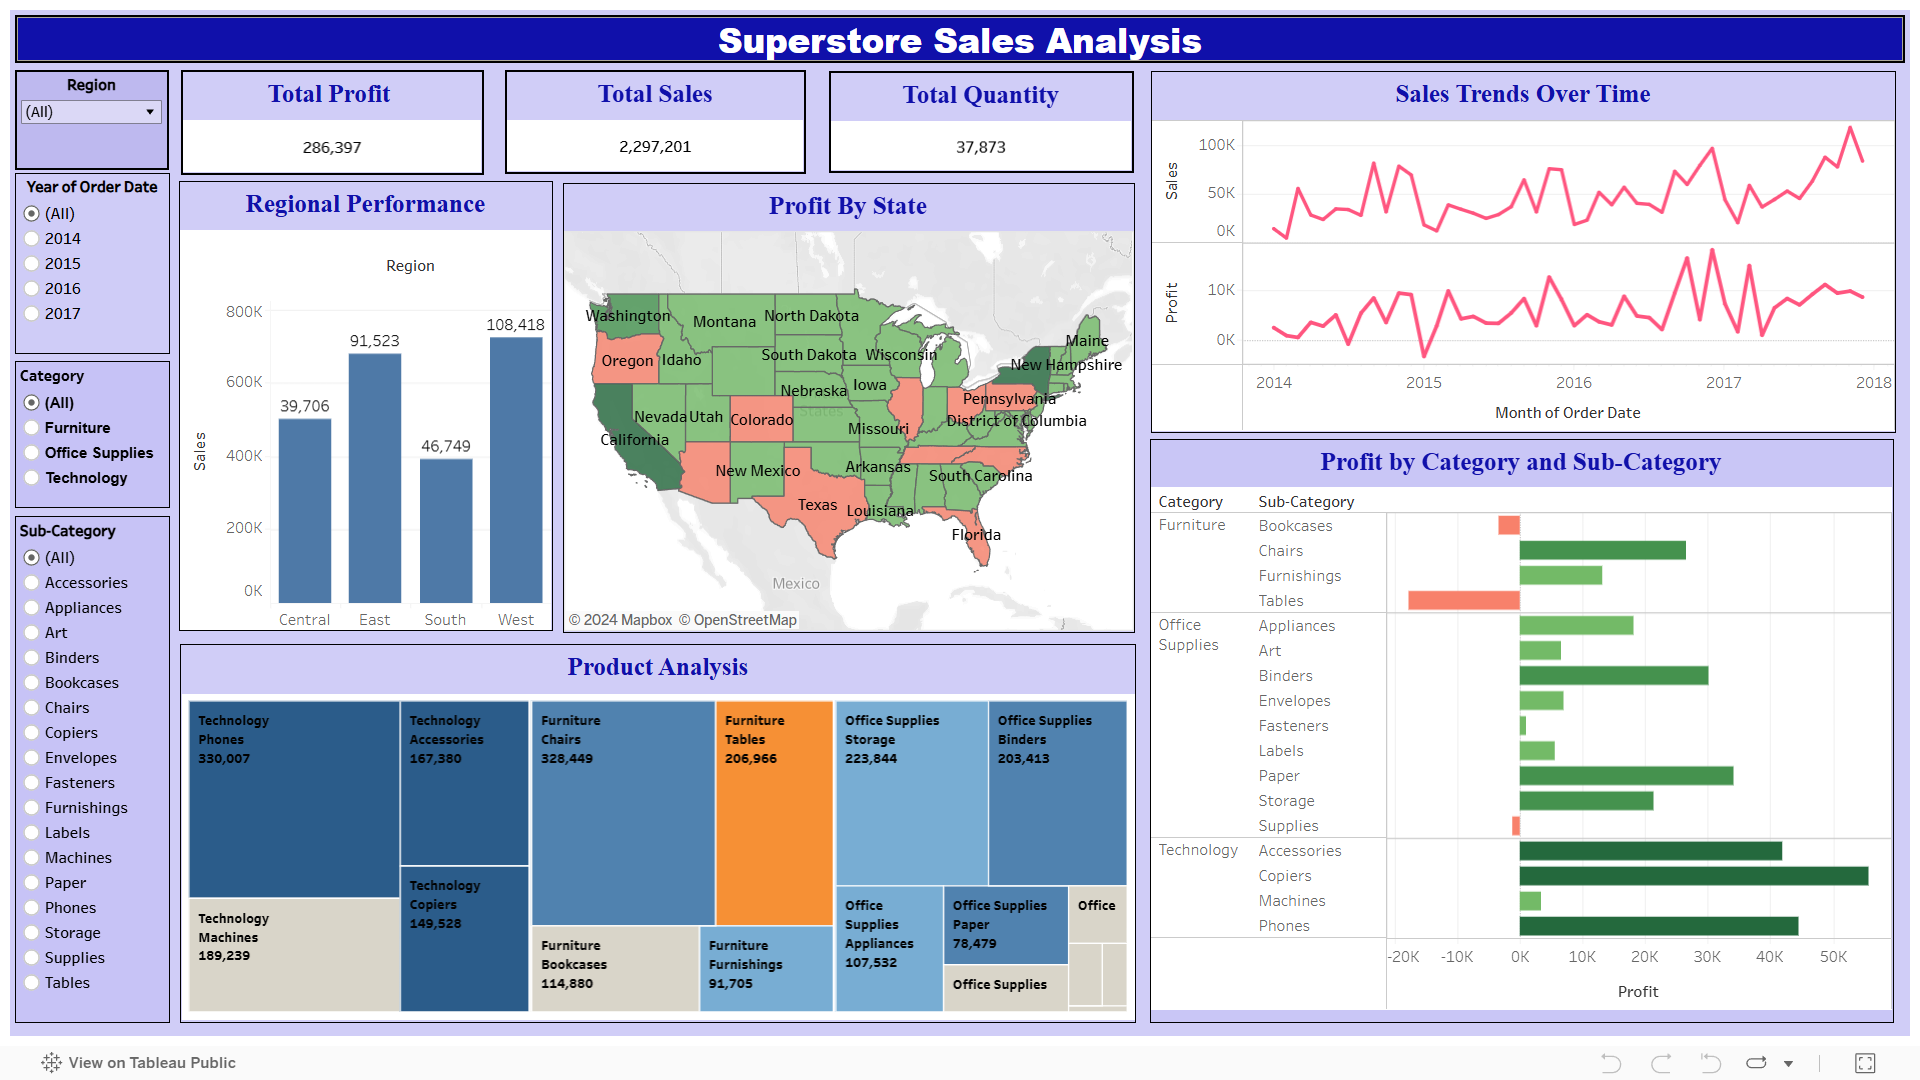 Superstore Sales Analysis
Region
(All)
Year of Order Date
(All)
2014
2015
2016
2017
Category
(All)
Furniture
Office Supplies
Technology
Sub-Category
(All)
Accessories
Appliances
Art
Binders
Bookcases
Chairs
Copiers
Envelopes
Fasteners
Furnishings
Labels
Machines
Paper
Phones
Storage
Supplies
Tables
Total Profit
286,397
Total Sales
2,297,201
Total Quantity
37,873
Regional Performance
Region
Sales
800K
600K
400K
200K
0K
39,706
91,523
46,749
108,418
Central
East
South
West
Profit By State
Washington
Montana
North Dakota
Maine
Oregon
Idaho
South Dakota
Wisconsin
New Hampshire
Nebraska
Iowa
Pennsylvania
States
Nevada
Utah
Colorado
Missouri
District of Columbia
California
New Mexico
Arkansas
South Carolina
Texas
Louisiana
Florida
Mexico
© 2024 Mapbox © OpenStreetMap
Product Analysis
Technology
Phones
330,007
Technology
Accessories
167,380
Technology
Machines
189,239
Technology
Copiers
149,528
Furniture
Chairs
328,449
Furniture
Tables
206,966
Furniture
Bookcases
114,880
Furniture
Furnishings
91,705
Office Supplies
Storage
223,844
Office Supplies
Binders
203,413
Office
Supplies
Appliances
107,532
Office Supplies
Paper
78,479
Office
Office Supplies
Sales Trends Over Time
Sales
100K
50K
0K
Profit
10K
0K
2014
2015
2016
2017
2018
Month of Order Date
Profit by Category and Sub-Category
Category
Sub-Category
Furniture
Bookcases
Chairs
Furnishings
Tables
Office
Supplies
Appliances
Art
Binders
Envelopes
Fasteners
Labels
Paper
Storage
Supplies
Technology
Accessories
Copiers
Machines
Phones
-20K
-10K
0K
10K
20K
30K
40K
50K
Profit
View on Tableau Public